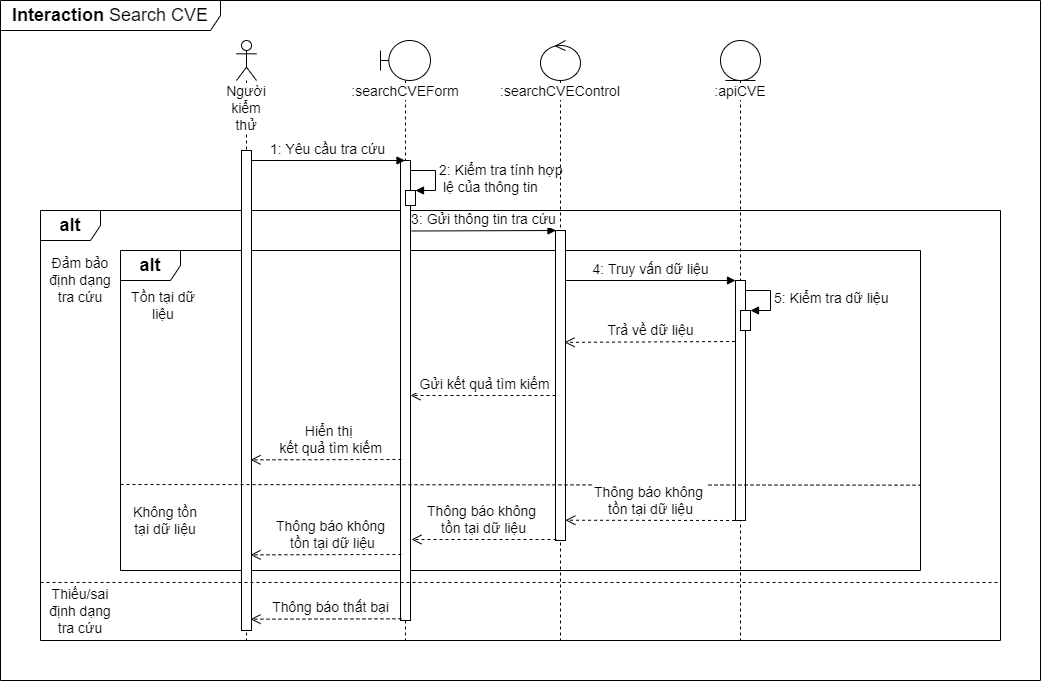 Interaction Search CVE
Người
kiểm
thử
:searchCVEForm
:searchCVEControl
:apiCVE
1: Yêu cầu tra cứu
2: Kiểm tra tính hợp
lệ của thông tin
alt
3: Gửi thông tin tra cứu
Đảm bảo
định dạng
tra cứu
alt
4: Truy vấn dữ liệu
Tồn tại dữ
liệu
5: Kiểm tra dữ liệu
Trả về dữ liệu
Gửi kết quả tìm kiếm
Hiển thị
kết quả tìm kiếm
Không tồn
tại dữ liệu
Thông báo không
tồn tại dữ liệu
Thông báo không
tồn tại dữ liệu
Thông báo không
tồn tại dữ liệu
Thiếu/sai
định dạng
tra cứu
Thông báo thất bại